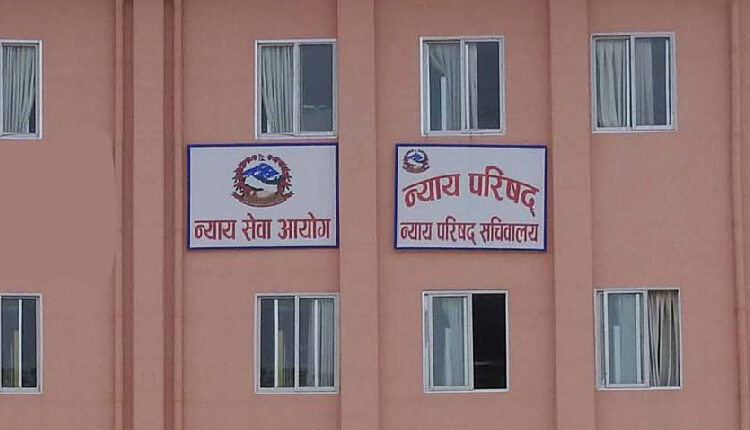 न्याय सेवा आयोग
न्याय परिषद्
न्याय परिषद् सचिवालय